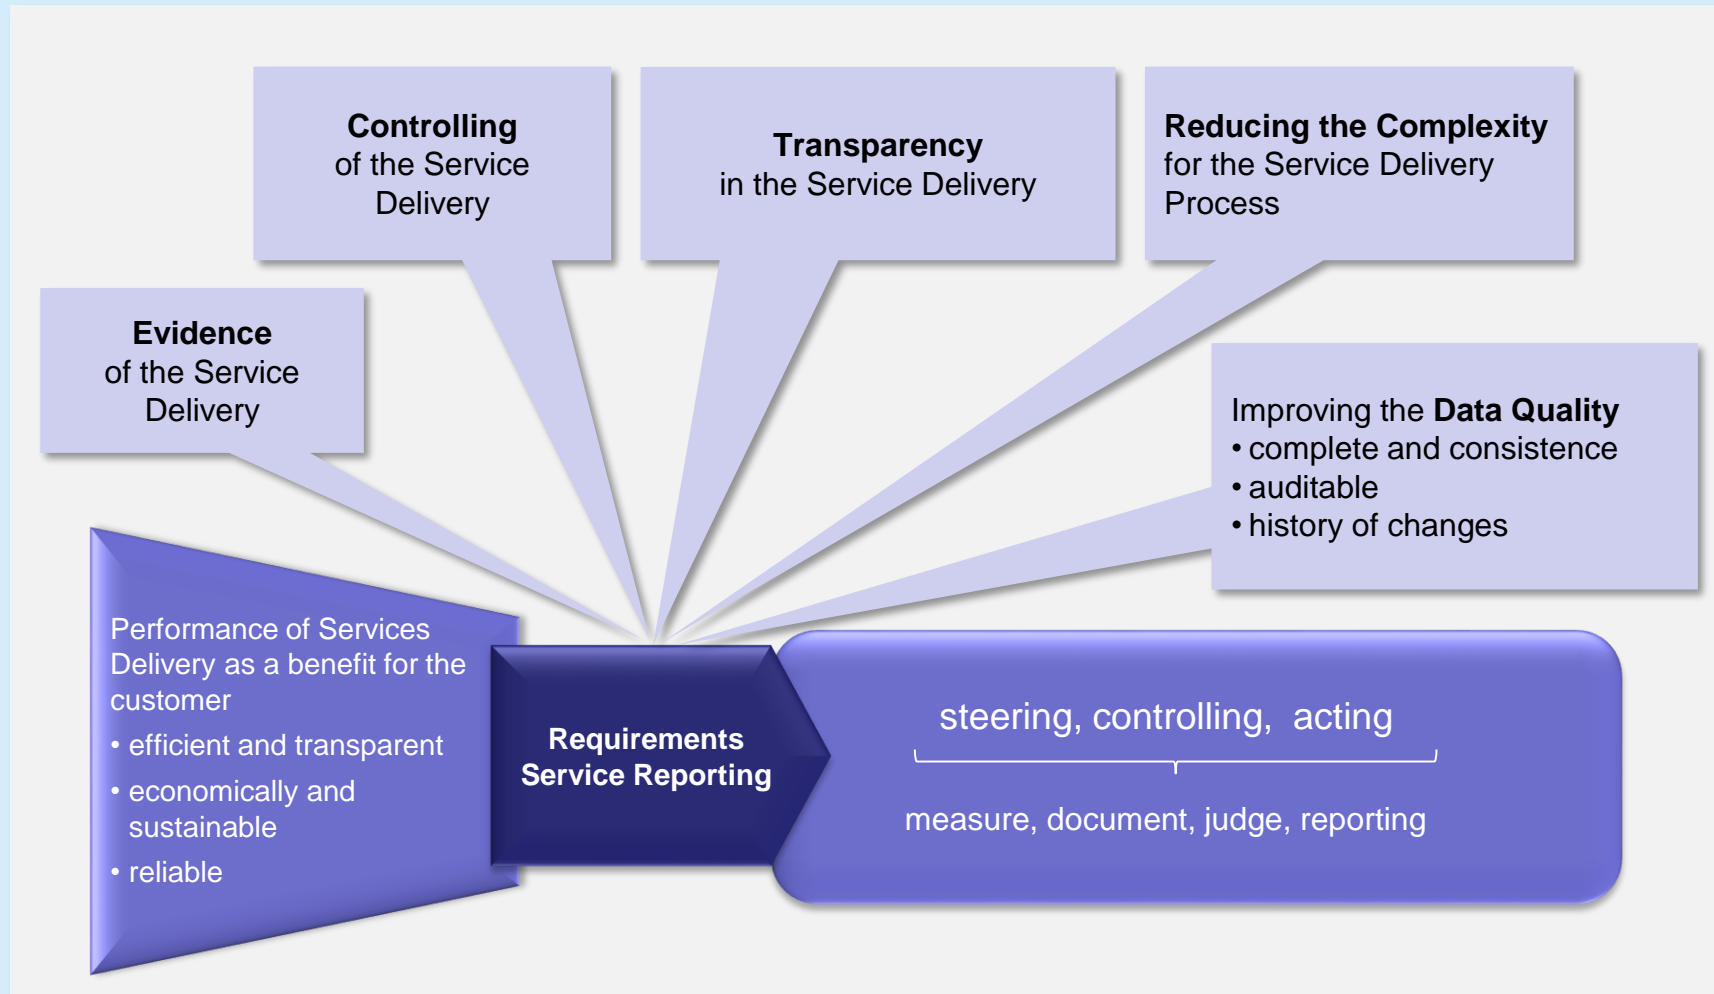 Controlling
of the Service
Delivery
Transparency
in the Service Delivery
Reducing the Complexity
for the Service Delivery
Process
Evidence
of the Service
Delivery
Improving the Data Quality
• complete and consistence
• auditable
• history of changes
Performance of Services
Delivery as a benefit for the
customer
• efficient and transparent
• economically and
sustainable
• reliable
Requirements
Service Reporting
steering, controlling,  acting
measure, document, judge, reporting